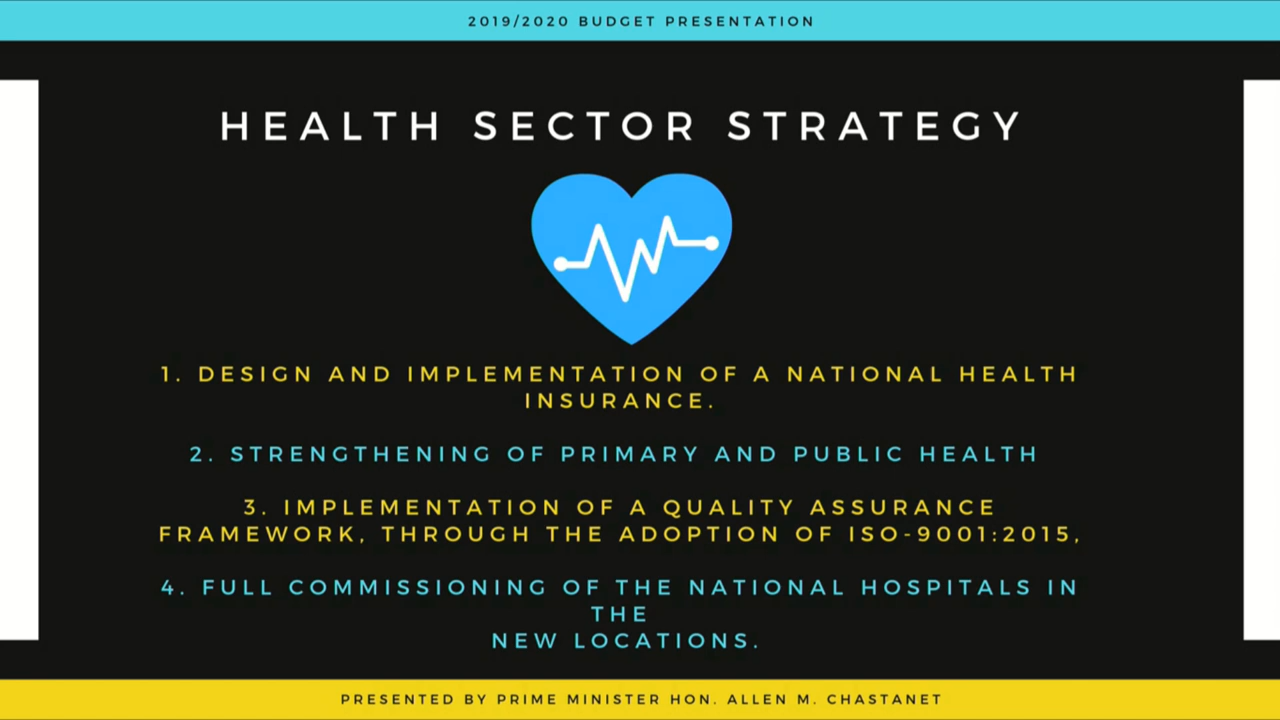 2019/2020 BUDGET PRESENTATION
HEALTH SECTOR STRATEGY
1. DESIGN AND IMPLEMENTATION OF A NATIONAL HEALTH
INSURANCE.
2. STRENGTHENING OF PRIMARY AND PUBLIC HEALTH
3. IMPLEMENTATION OF A QUALITY ASSURANCE
FRAMEWORK, THROUGH THE ADOPTION OF ISO-9001:2015,
4. FULL COMMISSIONING OF THE NATIONAL HOSPITALS IN
THE
NEW LOCATIONS.
PRESENTED BY PRIME MINISTER HON. ALLEN M. CHASTANET